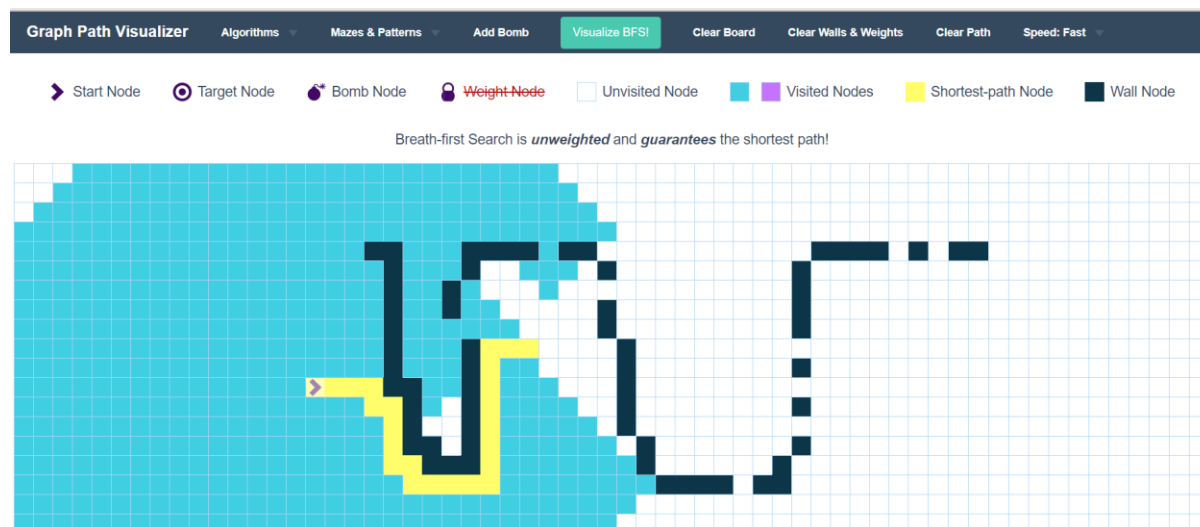 Graph Path Visualizer Algorithms Mazes & Patterns Add Bomb Visualize BFS! Clear Board Clear Walls & Weights Clear Path Speed: Fast
Start Node Target Node Bomb Node Weight Node Unvisited Node Visited Nodes Shortest-path Node Wall Node
Breath-first Search is unweighted and guarantees the shortest path!